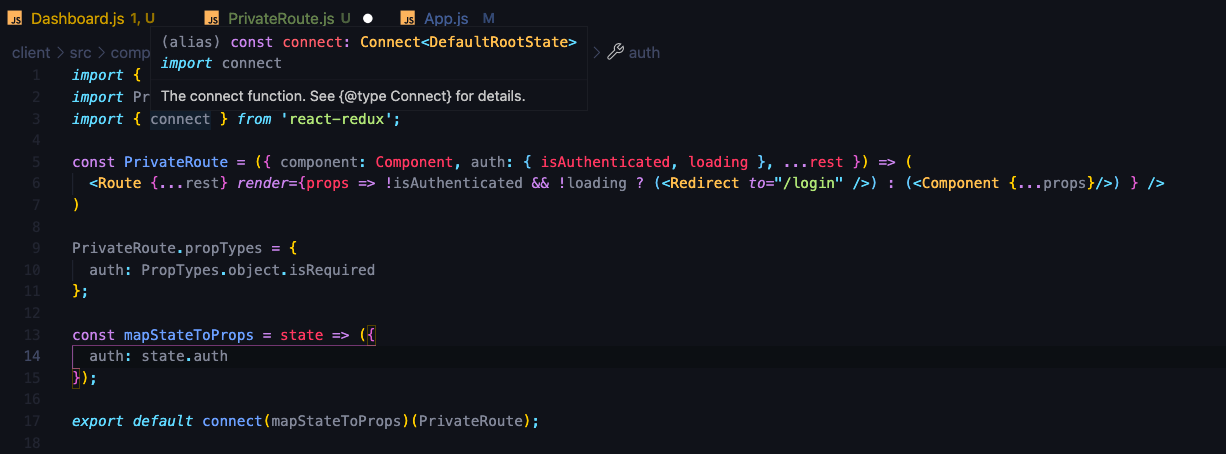 JS Dashboard.js 1, U JS PrivateRoute.js U JS App.js M
client > src > comp > auth
(alias) const connect: Connect<DefaultRootState>
import connect
The connect function. See {@type Connect} for details.
1 import {
2 import Pr
3 import { connect } from 'react-redux';
4
5 const PrivateRoute = ({ component: Component, auth: { isAuthenticated, loading }, ...rest }) => (
6 <Route {...rest} render={props => !isAuthenticated && !loading ? (<Redirect to="/login" />) : (<Component {...props}/>) } />
7 )
8
9 PrivateRoute.propTypes = {
10 auth: PropTypes.object.isRequired
11 };
12
13 const mapStateToProps = state => ({
14 auth: state.auth
15 });
16
17 export default connect(mapStateToProps)(PrivateRoute);
18